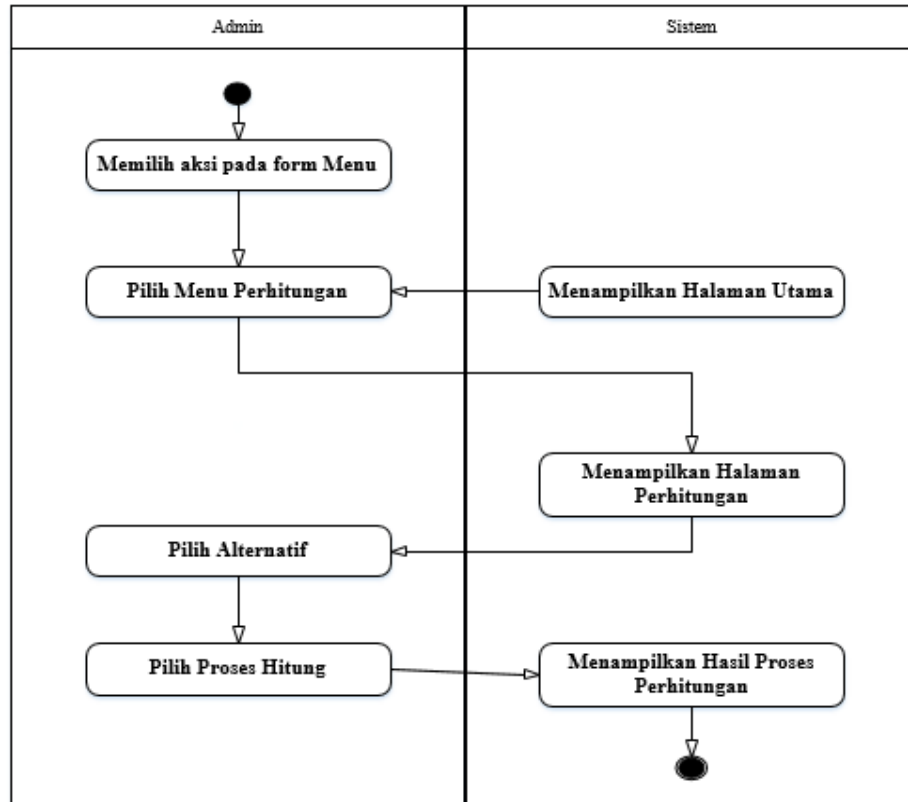 Admin
Sistem
Memilih aksi pada form Menu
Pilih Menu Perhitungan
Menampilkan Halaman Utama
Menampilkan Halaman
Perhitungan
Pilih Alternatif
Pilih Proses Hitung
Menampilkan Hasil Proses
Perhitungan